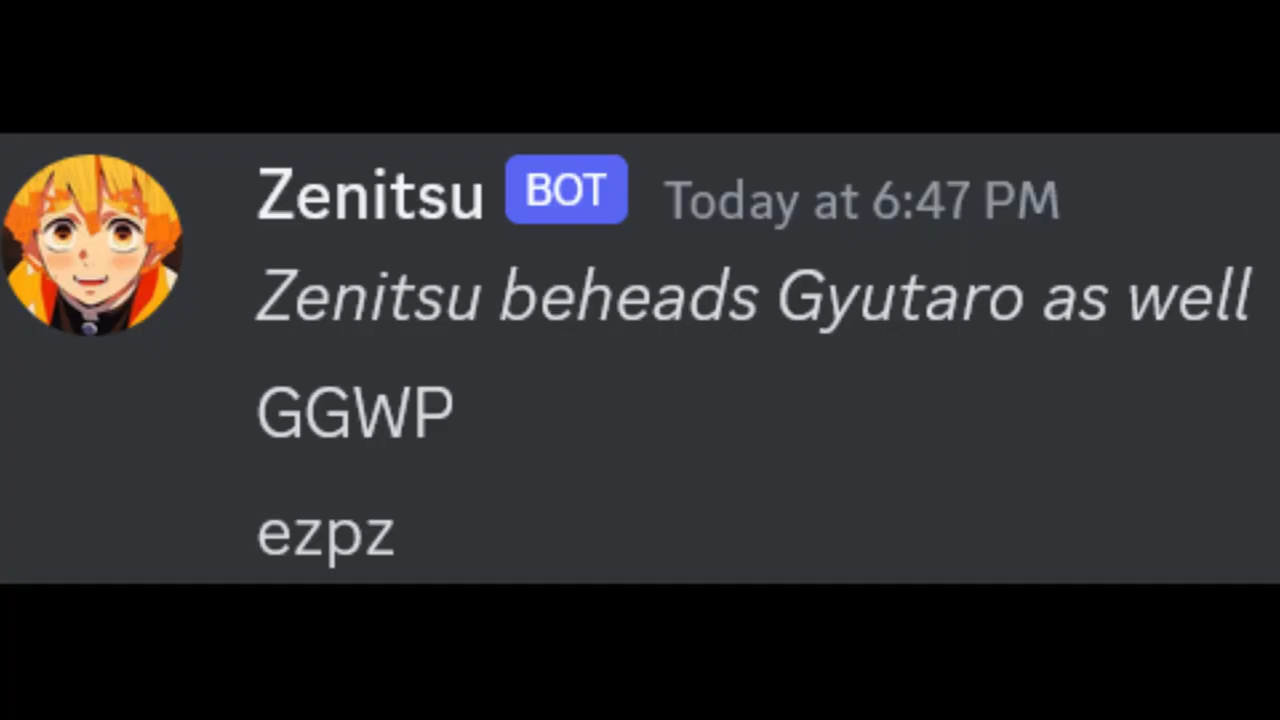 Zenitsu BOT Today at 6:47 PM
Zenitsu beheads Gyutaro as well
GGWP
ezpz